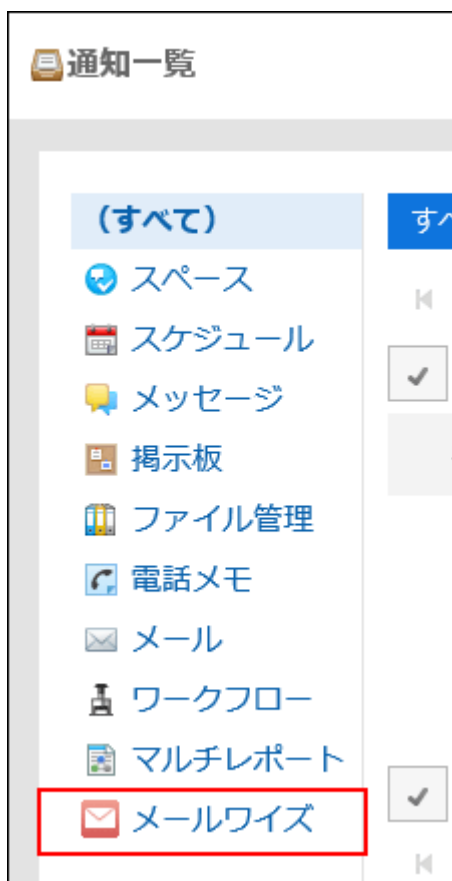 通知一覧
(すべて)
すべ
スペース
スケジュール
メッセージ
掲示板
ファイル管理
電話メモ
メール
ワークフロー
マルチレポート
メールワイズ